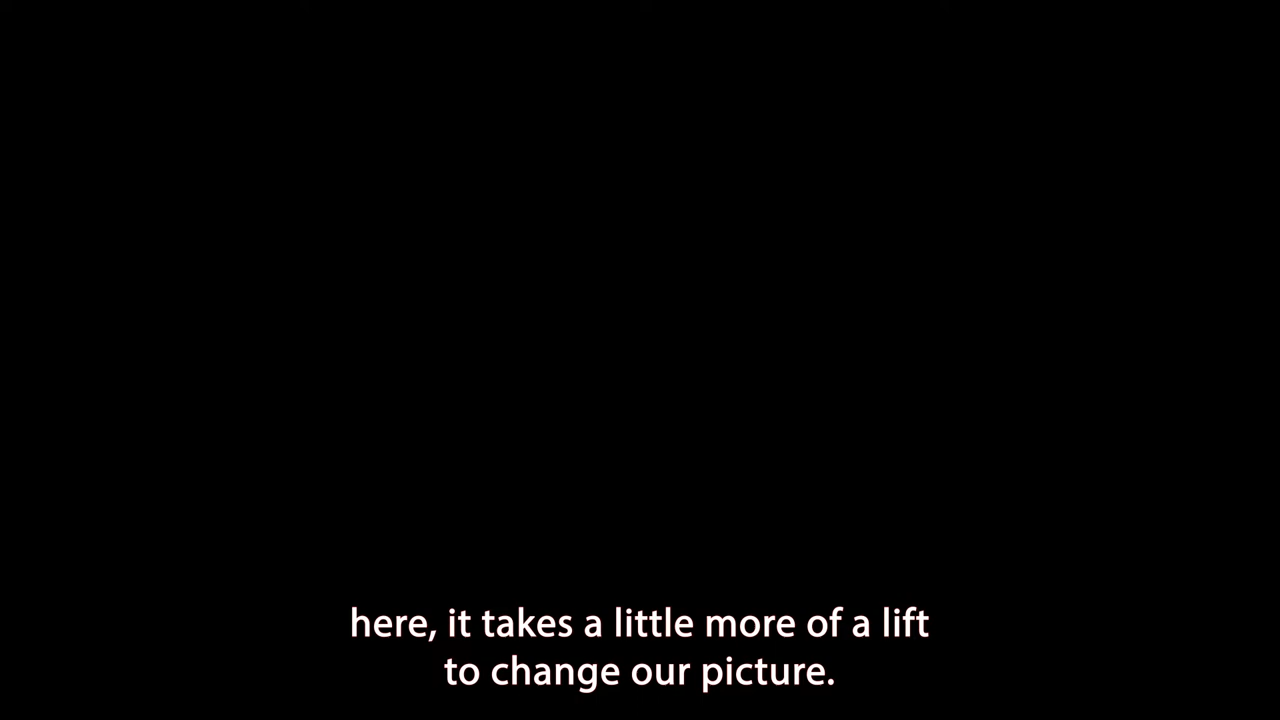 here, it takes a little more of a lift
to change our picture.